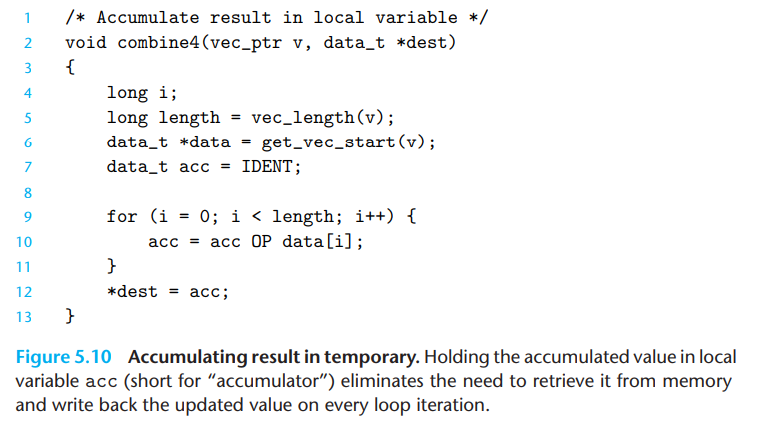 1 /* Accumulate result in local variable */
2 void combine4(vec_ptr v, data_t *dest)
3 {
4     long i;
5     long length = vec_length(v);
6     data_t *data = get_vec_start(v);
7     data_t acc = IDENT;
8
9     for (i = 0; i < length; i++) {
10         acc = acc OP data[i];
11     }
12     *dest = acc;
13 }
Figure 5.10 Accumulating result in temporary. Holding the accumulated value in local
variable acc (short for “accumulator”) eliminates the need to retrieve it from memory
and write back the updated value on every loop iteration.